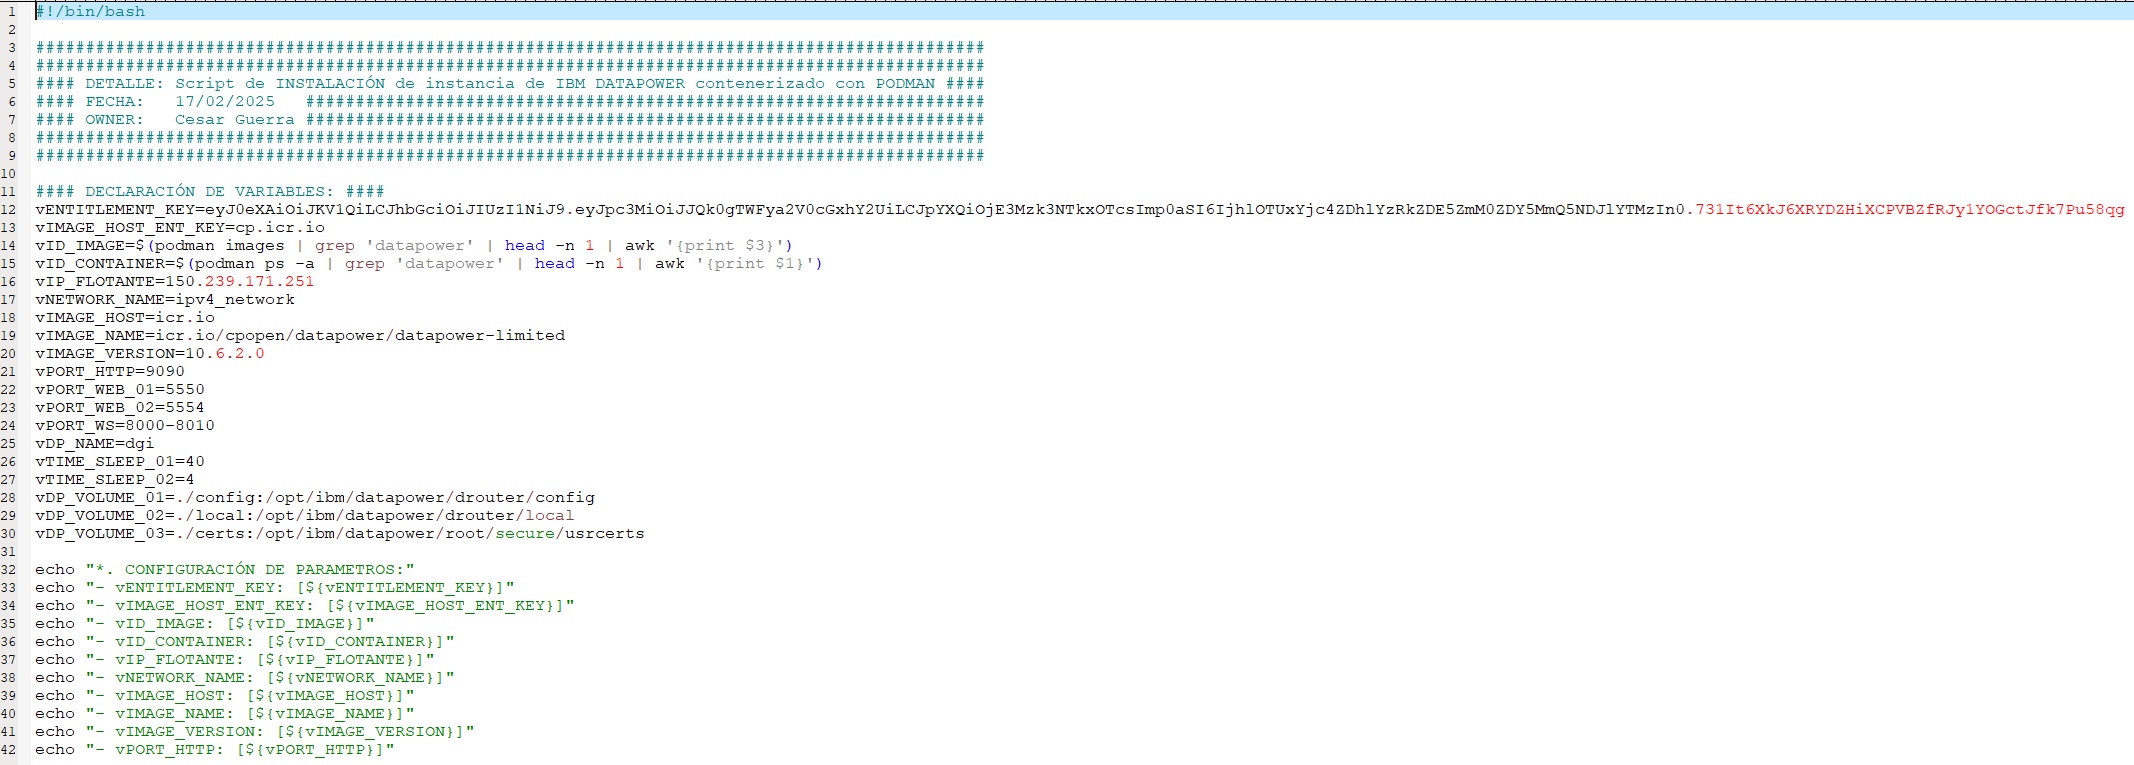 1 #!/bin/bash
2
3 ###############################################################################################
4 ###############################################################################################
5 #### DETALLE: Script de INSTALACIÓN de instancia de IBM DATAPOWER contenerizado con PODMAN ####
6 #### FECHA:   17/02/2025   ####################################################################
7 #### OWNER:   Cesar Guerra ####################################################################
8 ###############################################################################################
9 ###############################################################################################
10
11 #### DECLARACIÓN DE VARIABLES: ####
12 vENTITLEMENT_KEY=eyJ0eXAiOiJKV1QiLCJhbGciOiJIUzI1NiJ9.eyJpc3MiOiJJQk0gTWFya2V0cGxhY2UiLCJpYXQiOjE3Mzk3NTkxOTcsImp0aSI6IjhlOTUxYjc4ZDhlYzRkZDE5ZmM0ZDY5MmQ5NDJlYTMzIn0.731It6XkJ6XRYDZHiXCPVBZfRJy1YOGctJfk7Pu58qg
13 vIMAGE_HOST_ENT_KEY=cp.icr.io
14 vID_IMAGE=$(podman images | grep 'datapower' | head -n 1 | awk '{print $3}')
15 vID_CONTAINER=$(podman ps -a | grep 'datapower' | head -n 1 | awk '{print $1}')
16 vIP_FLOTANTE=150.239.171.251
17 vNETWORK_NAME=ipv4_network
18 vIMAGE_HOST=icr.io
19 vIMAGE_NAME=icr.io/cpopen/datapower/datapower-limited
20 vIMAGE_VERSION=10.6.2.0
21 vPORT_HTTP=9090
22 vPORT_WEB_01=5550
23 vPORT_WEB_02=5554
24 vPORT_WS=8000-8010
25 vDP_NAME=dgi
26 vTIME_SLEEP_01=40
27 vTIME_SLEEP_02=4
28 vDP_VOLUME_01=./config:/opt/ibm/datapower/drouter/config
29 vDP_VOLUME_02=./local:/opt/ibm/datapower/drouter/local
30 vDP_VOLUME_03=./certs:/opt/ibm/datapower/root/secure/usrcerts
31
32 echo "*. CONFIGURACIÓN DE PARAMETROS:"
33 echo "- vENTITLEMENT_KEY: [${vENTITLEMENT_KEY}]"
34 echo "- vIMAGE_HOST_ENT_KEY: [${vIMAGE_HOST_ENT_KEY}]"
35 echo "- vID_IMAGE: [${vID_IMAGE}]"
36 echo "- vID_CONTAINER: [${vID_CONTAINER}]"
37 echo "- vIP_FLOTANTE: [${vIP_FLOTANTE}]"
38 echo "- vNETWORK_NAME: [${vNETWORK_NAME}]"
39 echo "- vIMAGE_HOST: [${vIMAGE_HOST}]"
40 echo "- vIMAGE_NAME: [${vIMAGE_NAME}]"
41 echo "- vIMAGE_VERSION: [${vIMAGE_VERSION}]"
42 echo "- vPORT_HTTP: [${vPORT_HTTP}]"